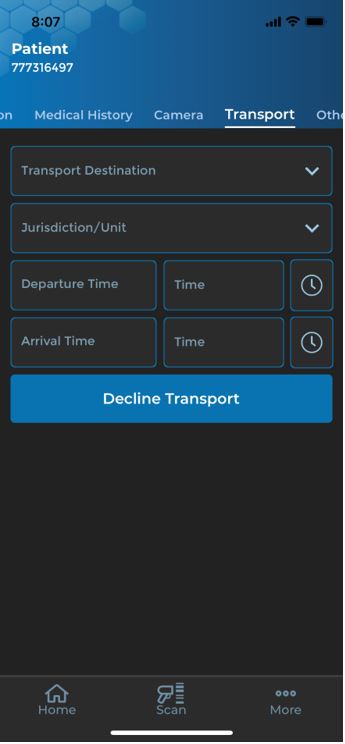 8:07
Patient
777316497
on Medical History Camera Transport Othe
Transport Destination
Jurisdiction/Unit
Departure Time Time
Arrival Time Time
Decline Transport
Home Scan More